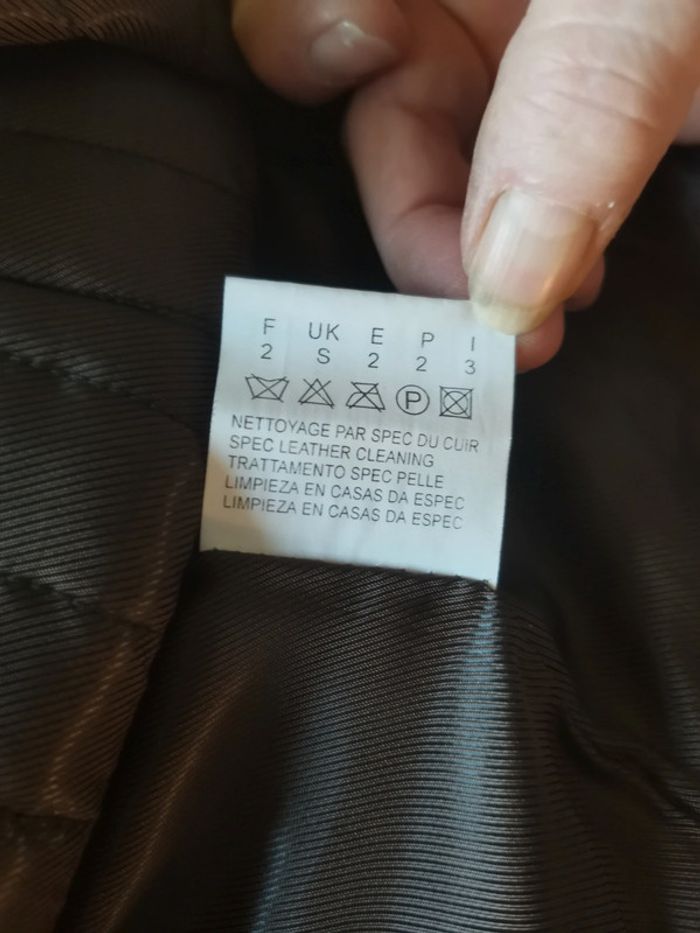 F UK E P I
2 S 2 2 3
P
NETTOYAGE PAR SPEC DU CUIR
SPEC LEATHER CLEANING
TRATTAMENTO SPEC PELLE
LIMPIEZA EN CASAS DA ESPEC
LIMPIEZA EN CASAS DA ESPEC